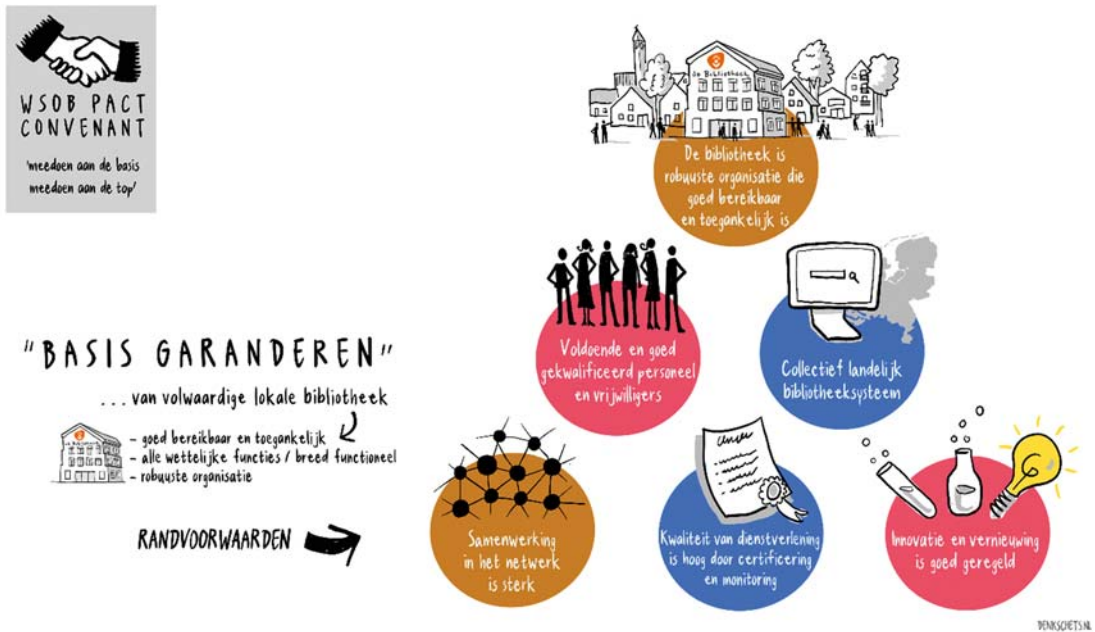 WSOB PACT
CONVENANT
'meedoen aan de basis
meedoen aan de top'
de Bibliotheek
De bibliotheek is
robuuste organisatie die
goed bereikbaar
en toegankelijk is
Voldoende en goed
gekwalificeerd personeel
en vrijwilligers
Collectief landelijk
bibliotheeksysteem
"BASIS GARANDEREN"
... van volwaardige lokale bibliotheek
de Bibliotheek
- goed bereikbaar en toegankelijk
- alle wettelijke functies / breed functioneel
- robuuste organisatie
RANDVOORWAARDEN
Samenwerking
in het netwerk
is sterk
Kwaliteit van dienstverlening
is hoog door certificering
en monitoring
Innovatie en vernieuwing
is goed geregeld
DENKSCHETS.NL